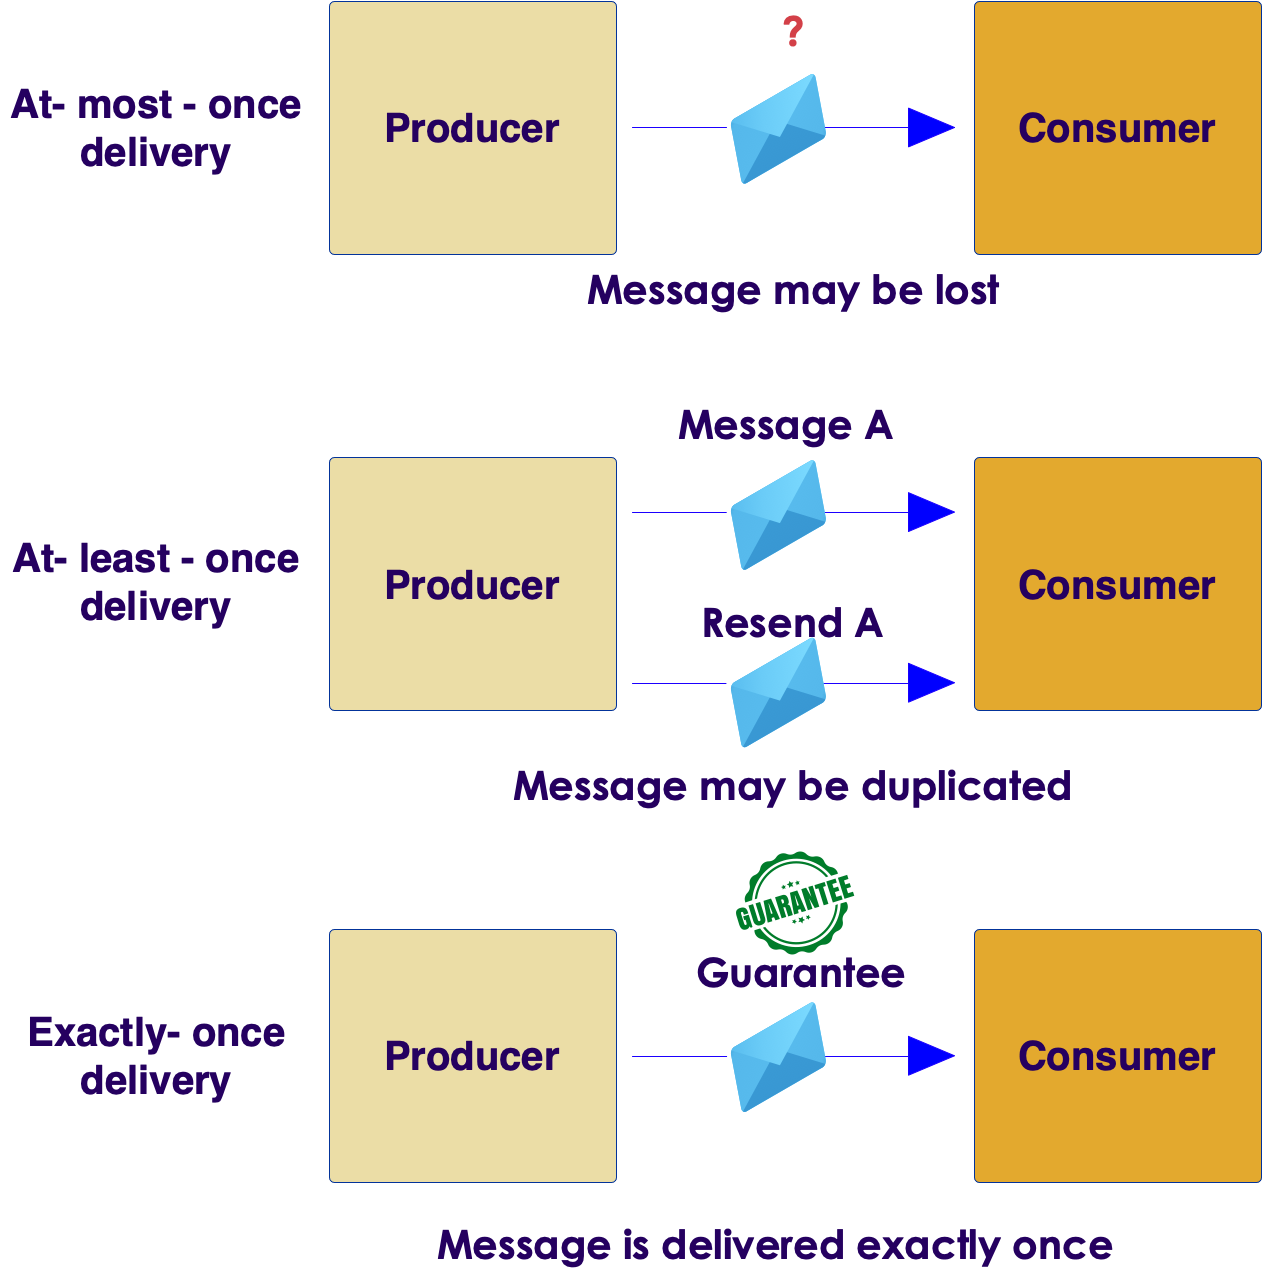 ?
At- most - once
delivery
Producer
Consumer
Message may be lost
Message A
At- least - once
delivery
Producer
Consumer
Resend A
Message may be duplicated
GUARANTEE
Guarantee
Exactly- once
delivery
Producer
Consumer
Message is delivered exactly once